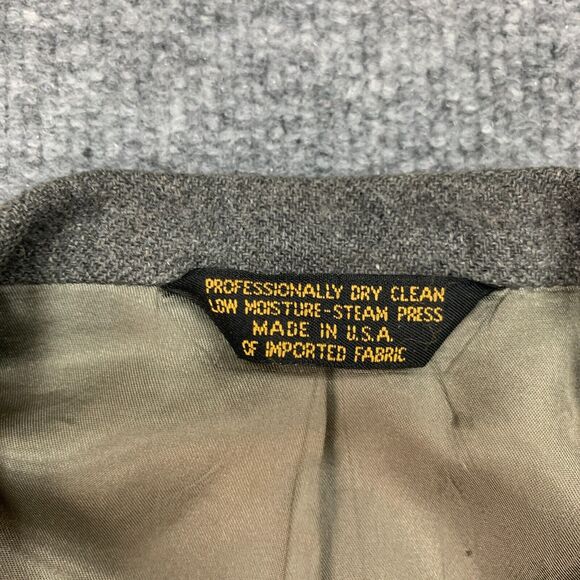 PROFESSIONALLY DRY CLEAN
LOW MOISTURE-STEAM PRESS
MADE IN U.S.A.
OF IMPORTED FABRIC